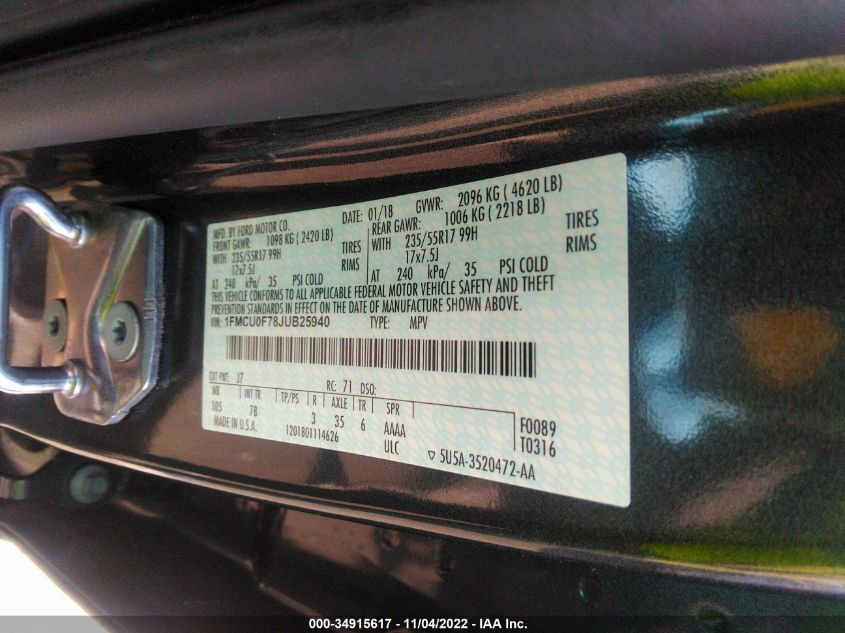 MFD. BY FORD MOTOR CO.
DATE: 01/18 GVWR: 2096 KG ( 4620 LB)
FRONT GAWR: 1098 KG ( 2420 LB) REAR GAWR: 1006 KG ( 2218 LB)
WITH 235/55R17 99H TIRES WITH 235/55R17 99H TIRES
17x7.5J RIMS 17x7.5J RIMS
AT 240 kPa/ 35 PSI COLD AT 240 kPa/ 35 PSI COLD
THIS VEHICLE CONFORMS TO ALL APPLICABLE FEDERAL MOTOR VEHICLE SAFETY AND THEFT
PREVENTION STANDARDS IN EFFECT ON THE DATE OF MANUFACTURE SHOWN ABOVE.
VIN: 1FMCU0F78JUB25940 TYPE: MPV
EXT PNT: J7 RC: 71 DSO:
WB INT TR TP/PS R AXLE TR SPR
105 7B 3 35 6 AAAA F0089
MADE IN U.S.A. 1201801114626 ULC T0316
▽ 5U5A-3520472-AA
000-34915617 - 11/04/2022 - IAA Inc.